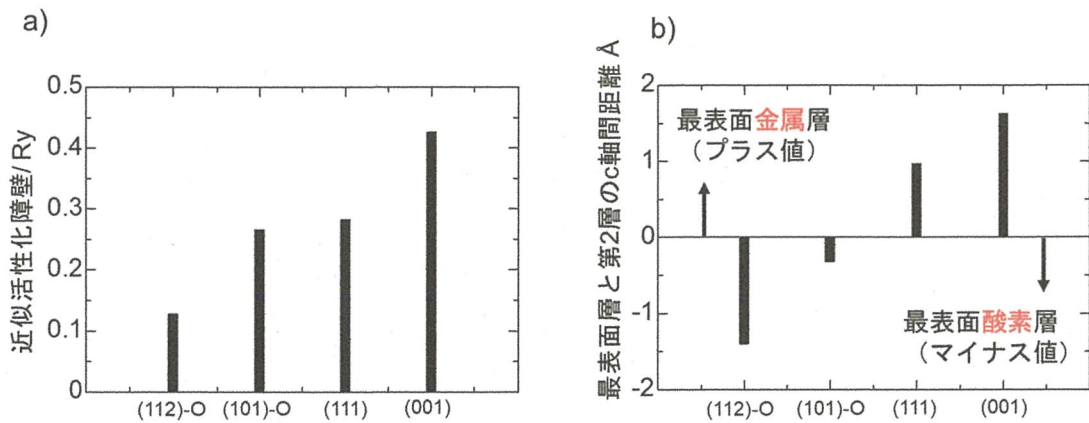 a)
近似活性化障壁/Ry
0.5
0.4
0.3
0.2
0.1
0
(112)-O
(101)-O
(111)
(001)
b)
最表面層と第2層のc軸間距離 Å
2
1
0
-1
-2
最表面金属層
（プラス値）
最表面酸素層
（マイナス値）
(112)-O
(101)-O
(111)
(001)